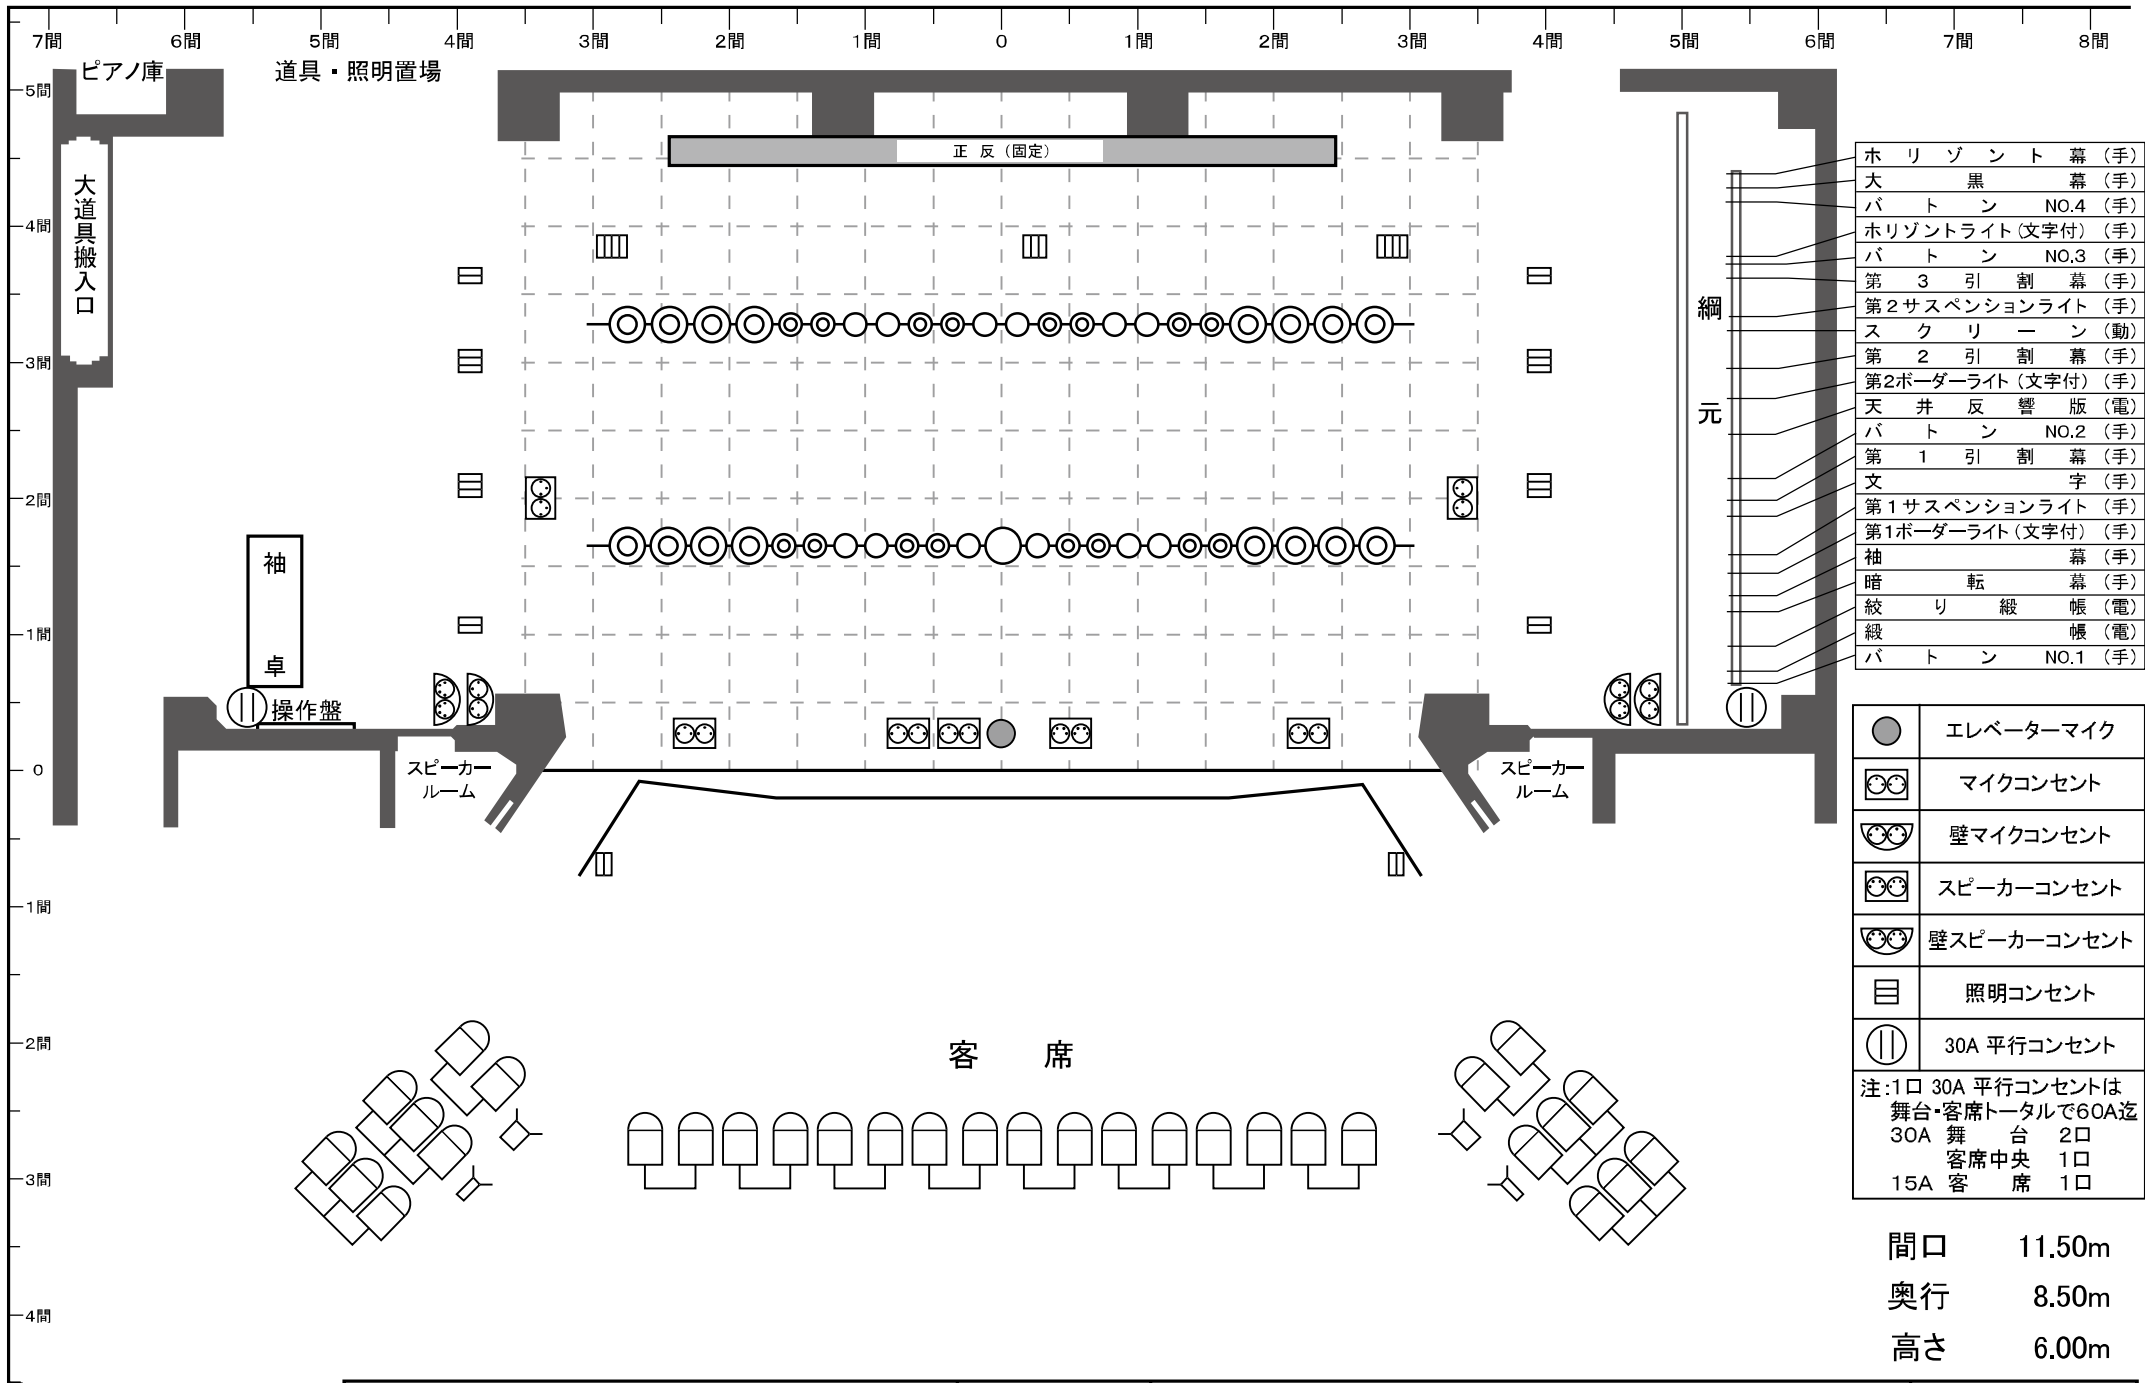 7間 6間 5間 4間 3間 2間 1間 0 1間 2間 3間 4間 5間 6間 7間 8間
ピアノ庫
道具・照明置場
5間
4間
3間
2間
1間
0
1間
2間
3間
4間
正反(固定)
大道具搬入口
袖卓
操作盤
スピーカー
ルーム
スピーカー
ルーム
綱元
客席
ホリゾント幕(手)
大黒幕(手)
バトンNO.4(手)
ホリゾントライト(文字付)(手)
バトンNO.3(手)
第3引割幕(手)
第2サスペンションライト(手)
スクリーン(動)
第2引割幕(手)
第2ボーダーライト(文字付)(手)
天井反響版(電)
バトンNO.2(手)
第1引割幕(手)
文字(手)
第1サスペンションライト(手)
第1ボーダーライト(文字付)(手)
袖幕(手)
暗転幕(手)
絞り緞帳(電)
緞帳(電)
バトンNO.1(手)
エレベーターマイク
マイクコンセント
壁マイクコンセント
スピーカーコンセント
壁スピーカーコンセント
照明コンセント
30A 平行コンセント
注:1口 30A 平行コンセントは
舞台・客席トータルで60A迄
30A 舞台 2口
客席中央 1口
15A 客席 1口
間口 11.50m
奥行 8.50m
高さ 6.00m